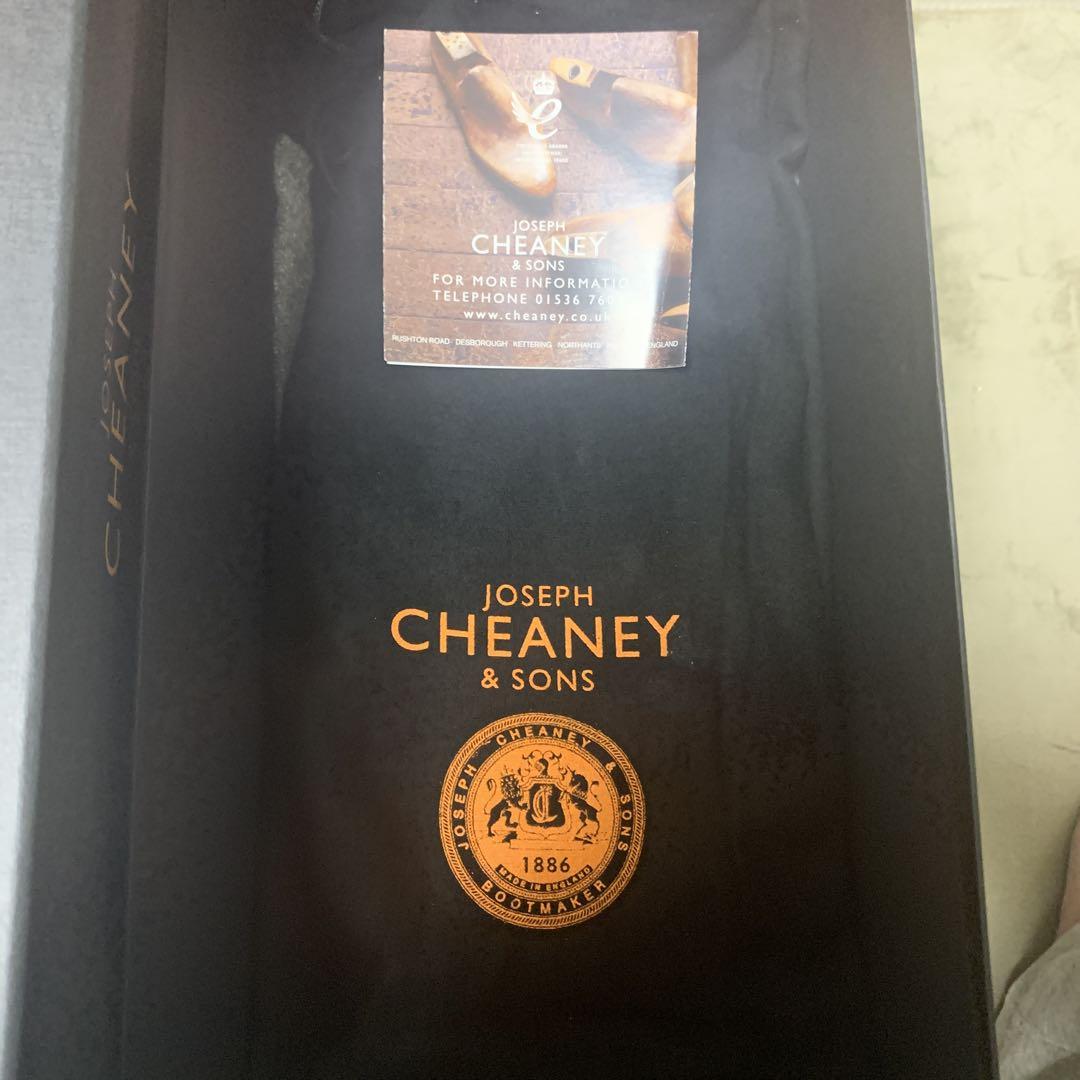 JOSEPH
CHEANEY
& SONS
FOR MORE INFORMATIO
TELEPHONE 01536 760
www.cheaney.co.uk
RUSHTON ROAD DESBOROUGH KETTERING NORTHANTS ENGLAND
JOSEPH
CHEANEY
JOSEPH
CHEANEY
& SONS
JOSEPH CHEANEY & SONS
1886
MADE IN ENGLAND
BOOTMAKER